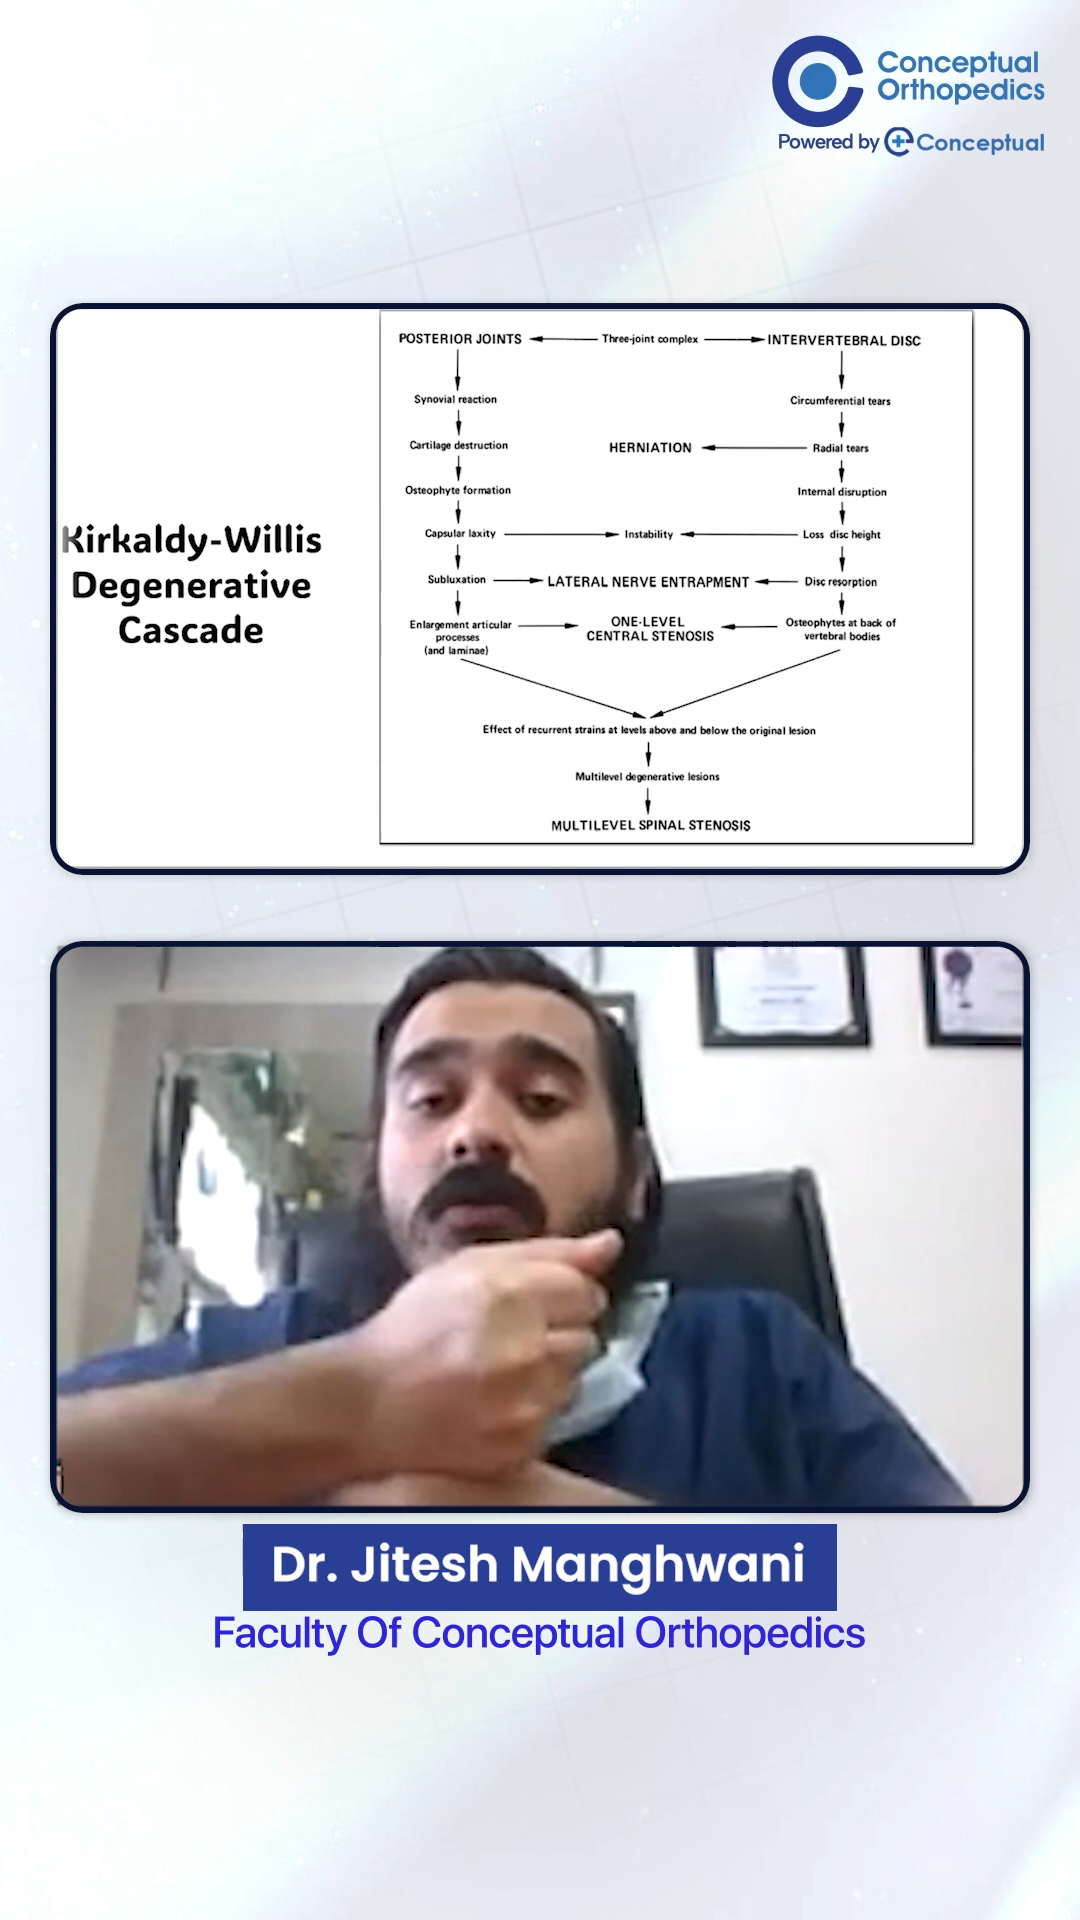 Conceptual
Orthopedics
Powered by Conceptual
POSTERIOR JOINTS Three-joint complex INTERVERTEBRAL DISC
Synovial reaction Circumferential tears
Cartilage destruction HERNIATION Radial tears
Osteophyte formation Internal disruption
Capsular laxity Instability Loss disc height
Subluxation LATERAL NERVE ENTRAPMENT Disc resorption
Enlargement articular
processes
(and laminae)
ONE-LEVEL
CENTRAL STENOSIS
Osteophytes at back of
vertebral bodies
Effect of recurrent strains at levels above and below the original lesion
Multilevel degenerative lesions
MULTILEVEL SPINAL STENOSIS
Kirkaldy-Willis
Degenerative
Cascade
Dr. Jitesh Manghwani
Faculty Of Conceptual Orthopedics